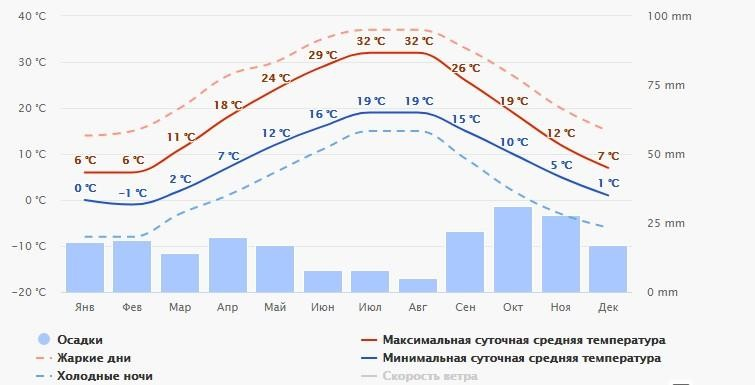 40 °C 100 mm
30 °C 75 mm
20 °C
10 °C 50 mm
0 °C
-10 °C 25 mm
-20 °C 0 mm
6 °C 6 °C 11 °C 18 °C 24 °C 29 °C 32 °C 32 °C 26 °C 19 °C 12 °C 7 °C
0 °C -1 °C 2 °C 7 °C 12 °C 16 °C 19 °C 19 °C 15 °C 10 °C 5 °C 1 °C
Янв Фев Мар Апр Май Июн Июл Авг Сен Окт Ноя Дек
Осадки Максимальная суточная средняя температура
Жаркие дни Минимальная суточная средняя температура
Холодные ночи Скорость ветра